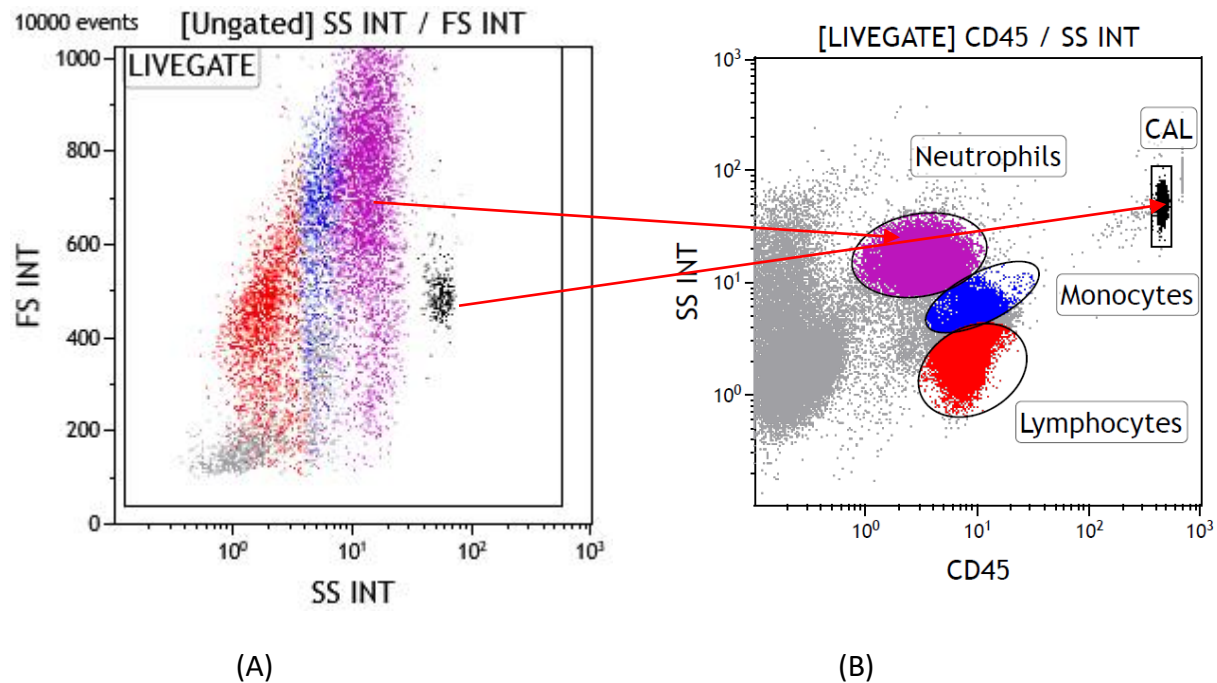 10000 events
[Ungated] SS INT / FS INT
LIVEGATE
1000
800
600
400
200
0
FS INT
10⁰
10¹
10²
10³
SS INT
(A)
[LIVEGATE] CD45 / SS INT
10³
10²
10¹
10⁰
SS INT
Neutrophils
CAL
Monocytes
Lymphocytes
10⁰
10¹
10²
10³
CD45
(B)